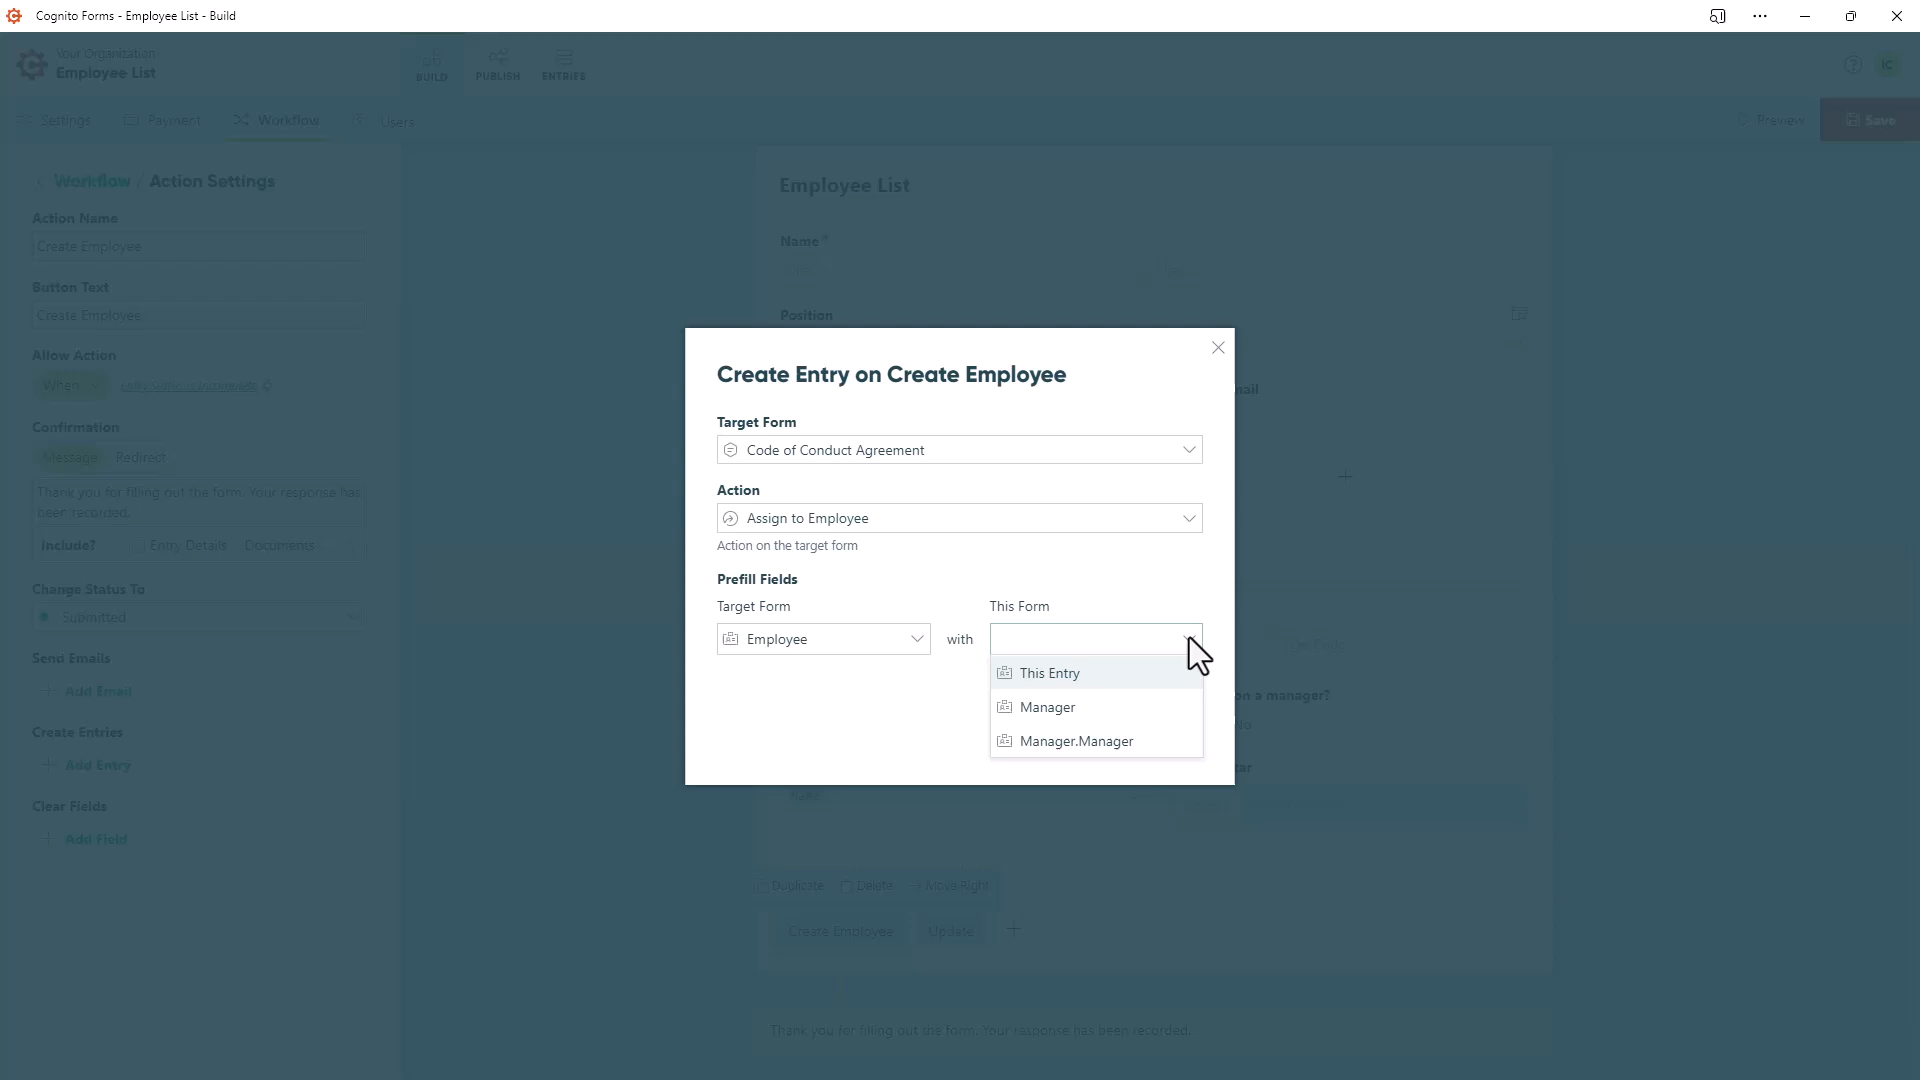 Cognito Forms - Employee List - Build
Your Organization
Employee List
BUILD
PUBLISH
ENTRIES
IC
Settings
Payment
Workflow
Users
Preview
Save
Workflow / Action Settings
Action Name
Create Employee
Button Text
Create Employee
Allow Action
When
Confirmation
Message
Redirect
Thank you for filling out the form. Your response has
been recorded.
Include?
Entry Details
Documents
Change Status To
Submitted
Send Emails
Add Email
Create Entries
Add Entry
Clear Fields
Add Field
Employee List
Name*
Position
Create Entry on Create Employee
Target Form
Code of Conduct Agreement
Action
Assign to Employee
Action on the target form
Prefill Fields
Target Form
This Form
Employee
with
This Entry
Manager
Manager.Manager
on a manager?
No
Duplicate
Delete
Move Right
Create Employee
Update
Thank you for filling out the form. Your response has been recorded.